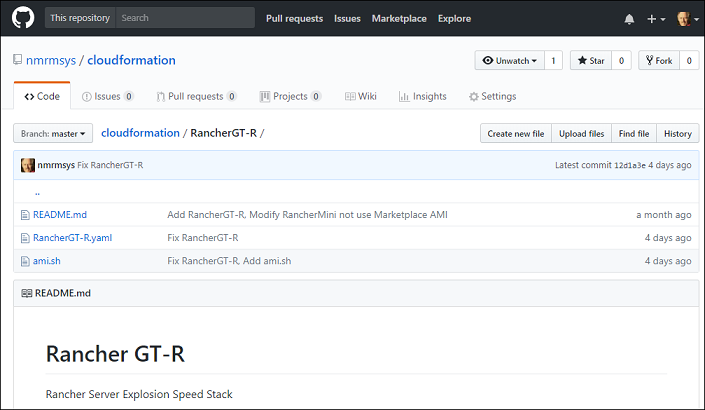 This repository Search Pull requests Issues Marketplace Explore
nmrmsys / cloudformation Unwatch 1 Star 0 Fork 0
Code Issues 0 Pull requests 0 Projects 0 Wiki Insights Settings
Branch: master cloudformation / RancherGT-R / Create new file Upload files Find file History
nmrmsys Fix RancherGT-R Latest commit 12d1a3e 4 days ago
..
README.md Add RancherGT-R, Modify RancherMini not use Marketplace AMI a month ago
RancherGT-R.yaml Fix RancherGT-R 4 days ago
ami.sh Fix RancherGT-R, Add ami.sh 4 days ago
README.md
Rancher GT-R
Rancher Server Explosion Speed Stack